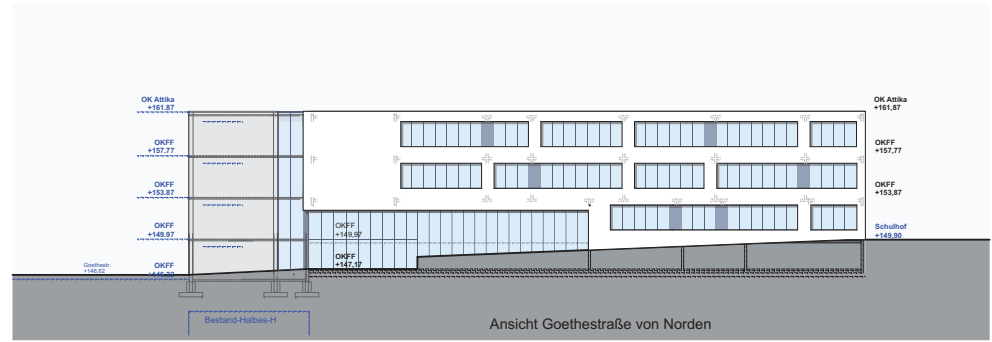 OK Attika
+161.87
OK Attika
+161,87
OKFF
+157.77
OKFF
+157,77
OKFF
+153.87
OKFF
+153,87
OKFF
+149.97
OKFF
+149,97
Schulhof
+149,90
Goethestr.
+146,62
OKFF
OKFF
+147.17
Bestand-Halbes-H
Ansicht Goethestraße von Norden